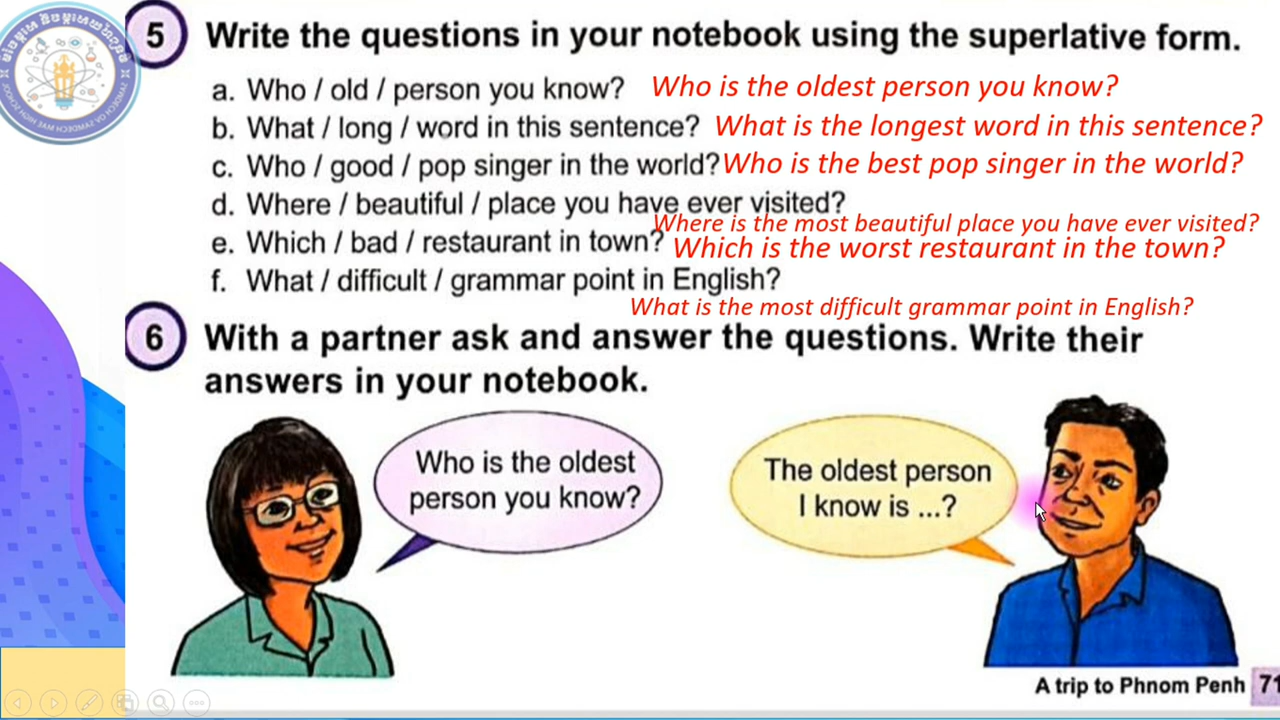 5 Write the questions in your notebook using the superlative form.
a. Who / old / person you know? Who is the oldest person you know?
b. What / long / word in this sentence? What is the longest word in this sentence?
c. Who / good / pop singer in the world? Who is the best pop singer in the world?
d. Where / beautiful / place you have ever visited?
Where is the most beautiful place you have ever visited?
e. Which / bad / restaurant in town? Which is the worst restaurant in the town?
f. What / difficult / grammar point in English?
What is the most difficult grammar point in English?
6 With a partner ask and answer the questions. Write their
answers in your notebook.
Who is the oldest
person you know?
The oldest person
I know is ...?
A trip to Phnom Penh 71